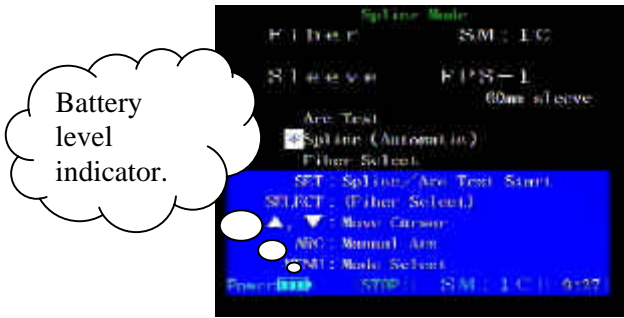 Splice Mode
Fiber SM:1C
Sleeve FPS-1
60mm sleeve
Arc Test
Splice (Automatic)
Fiber Select
Battery
level
indicator.
SET : Splice/Arc Test Start
SELECT : (Fiber Select)
▲, ▼ : Move Cursor
ARC : Manual Arc
MENU : Mode Select
Power STOP SM:1C 9:27